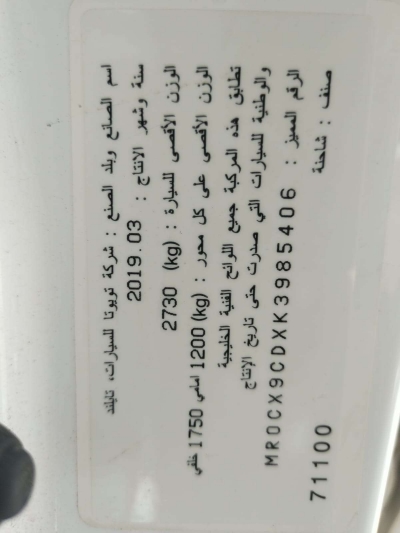 اسم الصانع وبلد الصنع : شركة تويوتا للسيارات، تايلند
سنة وشهر الانتاج : 2019.03
الوزن الأقصى للسيارة : (kg) 2730
الوزن الأقصى على كل محور : (kg) 1200 امامي 1750 خلفي
تطابق هذه المركبة جميع اللوائح الفنية الخليجية
والوطنية للسيارات التي صدرت حتى تاريخ الإنتاج
الرقم المميز : MR0CX9CDXK3985406
صنف : شاحنة
71100